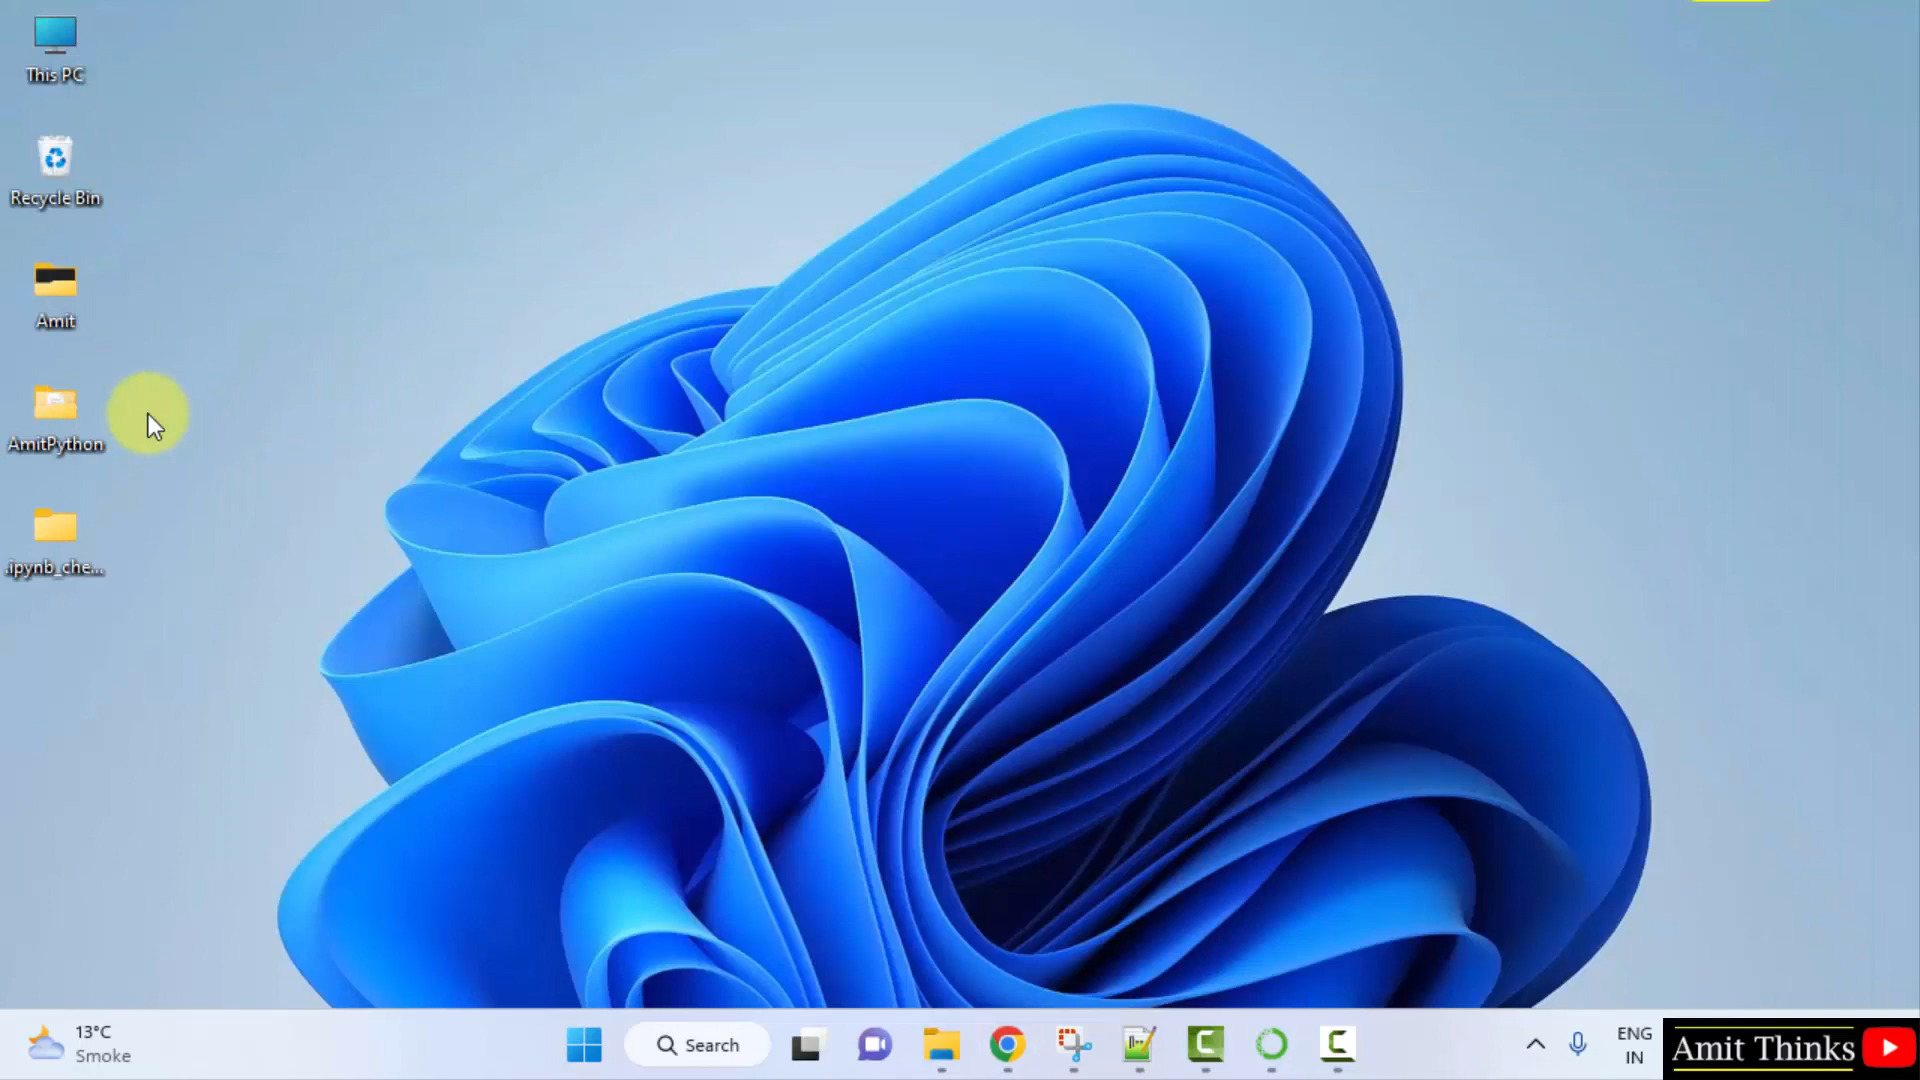 This PC
Recycle Bin
Amit
AmitPython
.ipynb_che...
13°C
Smoke
Search
ENG
IN
Amit Thinks